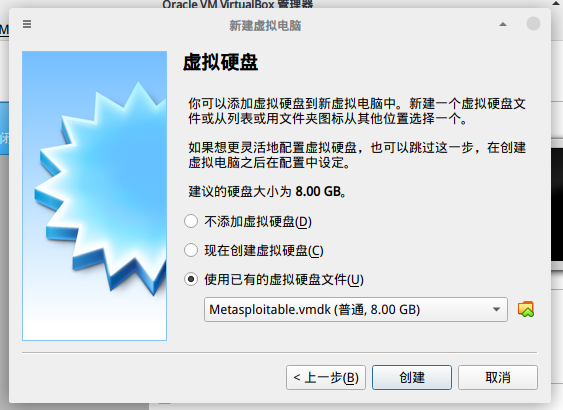 Oracle VM VirtualBox 管理器
新建虚拟电脑
M
虚拟硬盘
你可以添加虚拟硬盘到新虚拟电脑中。新建一个虚拟硬盘文
件或从列表或用文件夹图标从其他位置选择一个。
如果想更灵活地配置虚拟硬盘，也可以跳过这一步，在创建
虚拟电脑之后在配置中设定。
建议的硬盘大小为 8.00 GB。
不添加虚拟硬盘(D)
现在创建虚拟硬盘(C)
使用已有的虚拟硬盘文件(U)
Metasploitable.vmdk (普通, 8.00 GB)
< 上一步(B)
创建
取消